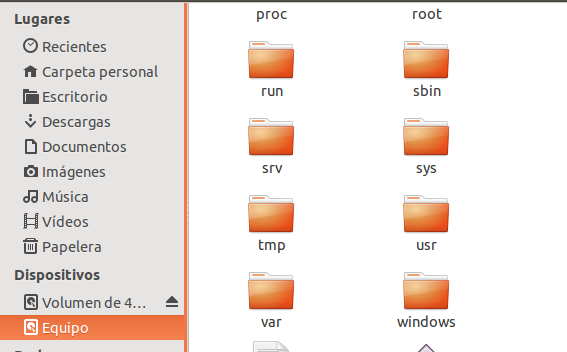 Lugares
Recientes
Carpeta personal
Escritorio
Descargas
Documentos
Imágenes
Música
Vídeos
Papelera
Dispositivos
Volumen de 4…
Equipo
proc root
run sbin
srv sys
tmp usr
var windows